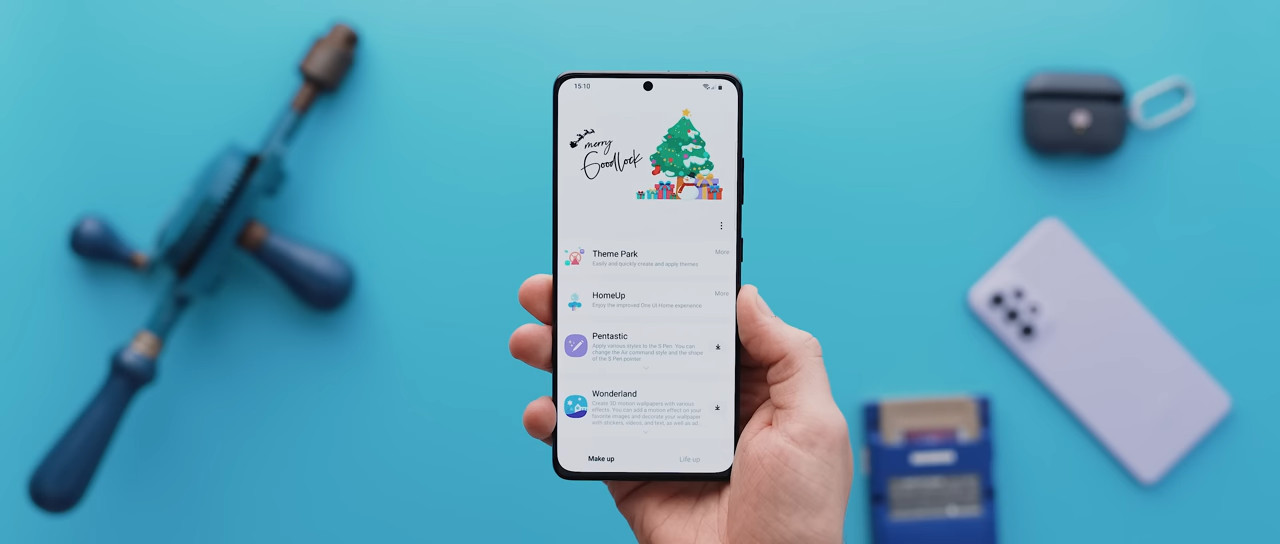 15:10
merry
Good lock
Theme Park
More
Easily and quickly create and apply themes
HomeUp
More
Enjoy the improved One UI Home experience
Pentastic
Apply various styles to the S Pen. You can
change the Air command style and the shape
of the S Pen pointer.
Wonderland
Create 3D motion wallpapers with various
effects. You can add a motion effect on your
favorite images and decorate your wallpaper
with stickers, videos, and text, as well as ad
Make up
Life up